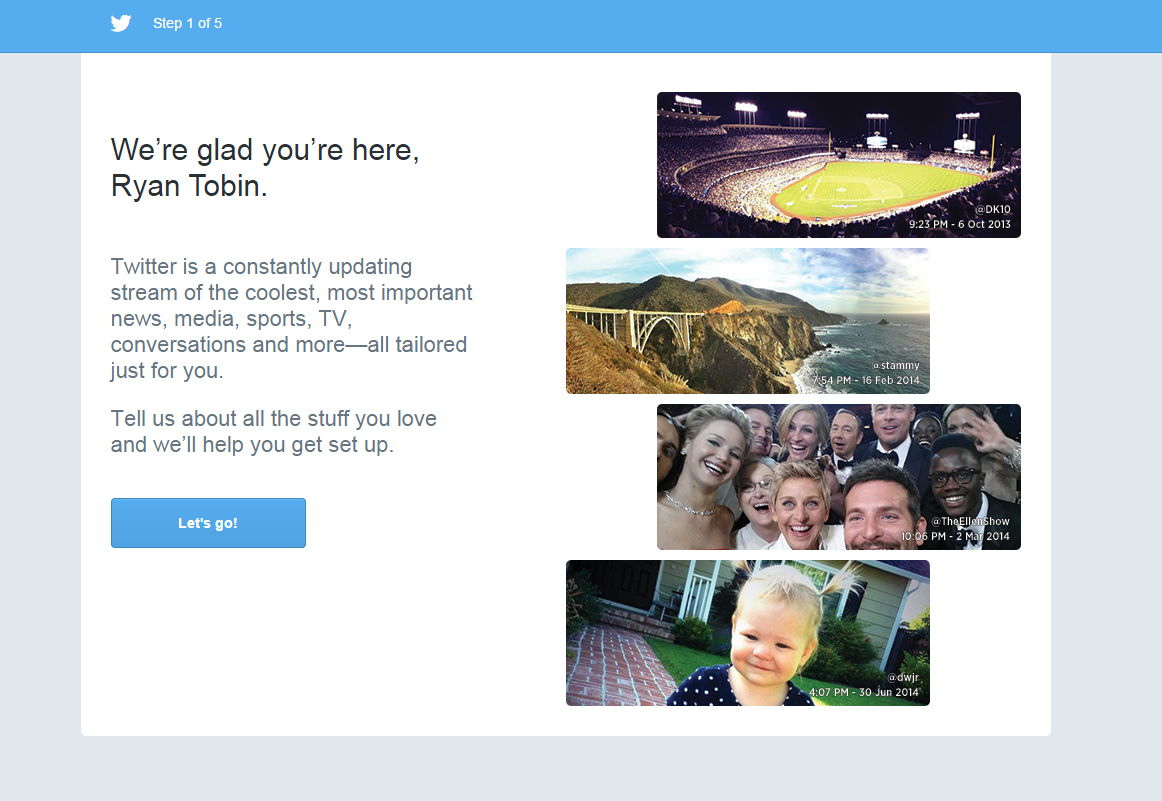 Step 1 of 5
We’re glad you’re here,
Ryan Tobin.
Twitter is a constantly updating
stream of the coolest, most important
news, media, sports, TV,
conversations and more—all tailored
just for you.
Tell us about all the stuff you love
and we’ll help you get set up.
Let's go!
@DK10
9:23 PM - 6 Oct 2013
@stammy
7:54 PM - 16 Feb 2014
@TheEllenShow
10:06 PM - 2 Mar 2014
@dwjr
4:07 PM - 30 Jun 2014